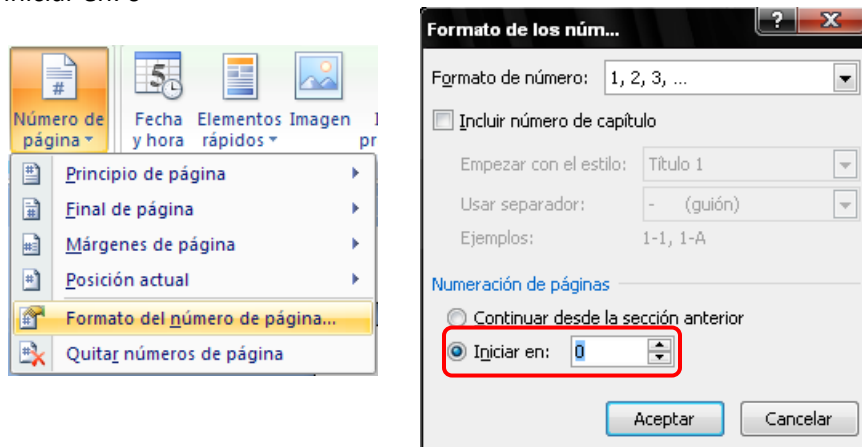 Número de página
Fecha y hora
Elementos rápidos
Imagen
Principio de página
Final de página
Márgenes de página
Posición actual
Formato del número de página...
Quitar números de página
Formato de los núm...
Formato de número: 1, 2, 3, ...
Incluir número de capítulo
Empezar con el estilo: Título 1
Usar separador: - (guión)
Ejemplos: 1-1, 1-A
Numeración de páginas
Continuar desde la sección anterior
Iniciar en: 0
Aceptar Cancelar